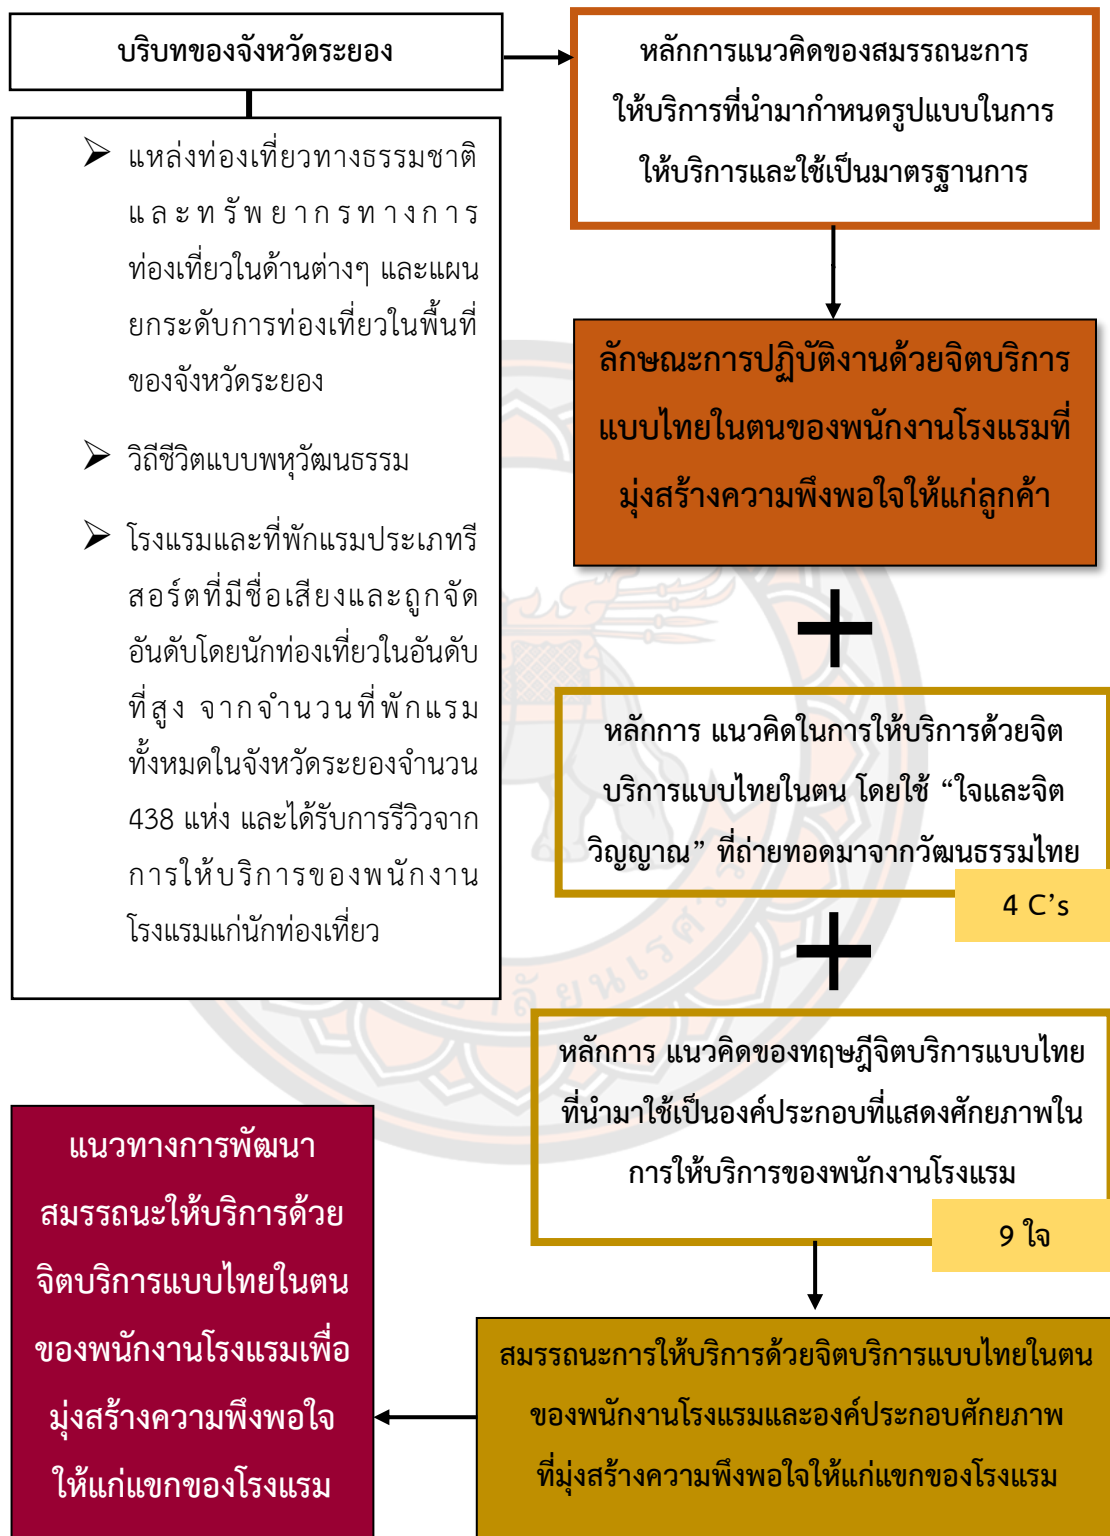 บริบทของจังหวัดระยอง
แหล่งท่องเที่ยวทางธรรมชาติ
และทรัพยากรทางการ
ท่องเที่ยวในด้านต่างๆ และแผน
ยกระดับการท่องเที่ยวในพื้นที่
ของจังหวัดระยอง
วิถีชีวิตแบบพหุวัฒนธรรม
โรงแรมและที่พักแรมประเภทรี
สอร์ตที่มีชื่อเสียงและถูกจัด
อันดับโดยนักท่องเที่ยวในอันดับ
ที่สูง จากจำนวนที่พักแรม
ทั้งหมดในจังหวัดระยองจำนวน
438 แห่ง และได้รับการรีวิวจาก
การให้บริการของพนักงาน
โรงแรมแก่นักท่องเที่ยว
หลักการแนวคิดของสมรรถนะการ
ให้บริการที่นำมากำหนดรูปแบบในการ
ให้บริการและใช้เป็นมาตรฐานการ
ลักษณะการปฏิบัติงานด้วยจิตบริการ
แบบไทยในตนของพนักงานโรงแรมที่
มุ่งสร้างความพึงพอใจให้แก่ลูกค้า
+
หลักการ แนวคิดในการให้บริการด้วยจิต
บริการแบบไทยในตน โดยใช้ “ใจและจิต
วิญญาณ” ที่ถ่ายทอดมาจากวัฒนธรรมไทย
4 C’s
+
หลักการ แนวคิดของทฤษฎีจิตบริการแบบไทย
ที่นำมาใช้เป็นองค์ประกอบที่แสดงศักยภาพใน
การให้บริการของพนักงานโรงแรม
9 ใจ
สมรรถนะการให้บริการด้วยจิตบริการแบบไทยในตน
ของพนักงานโรงแรมและองค์ประกอบศักยภาพ
ที่มุ่งสร้างความพึงพอใจให้แก่แขกของโรงแรม
แนวทางการพัฒนา
สมรรถนะให้บริการด้วย
จิตบริการแบบไทยในตน
ของพนักงานโรงแรมเพื่อ
มุ่งสร้างความพึงพอใจ
ให้แก่แขกของโรงแรม